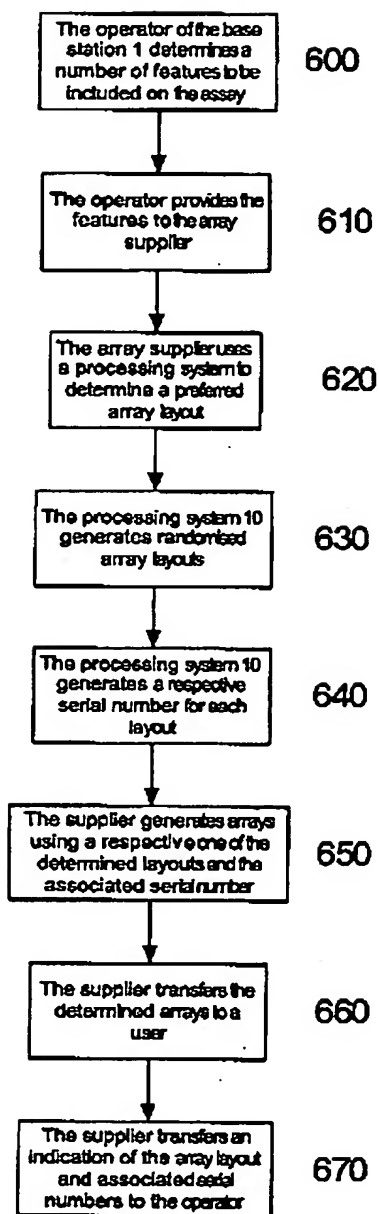 The operator of the base
station 1 determines a
number of features to be
included on the assay
600
The operator provides the
features to the array
supplier
610
The array supplier uses
a processing system to
determine a preferred
array layout
620
The processing system 10
generates randomised
array layouts
630
The processing system 10
generates a respective
serial number for each
layout
640
The supplier generates arrays
using a respective one of the
determined layouts and the
associated serial number
650
The supplier transfers the
determined arrays to a
user
660
The supplier transfers an
indication of the array layout
and associated serial
numbers to the operator
670